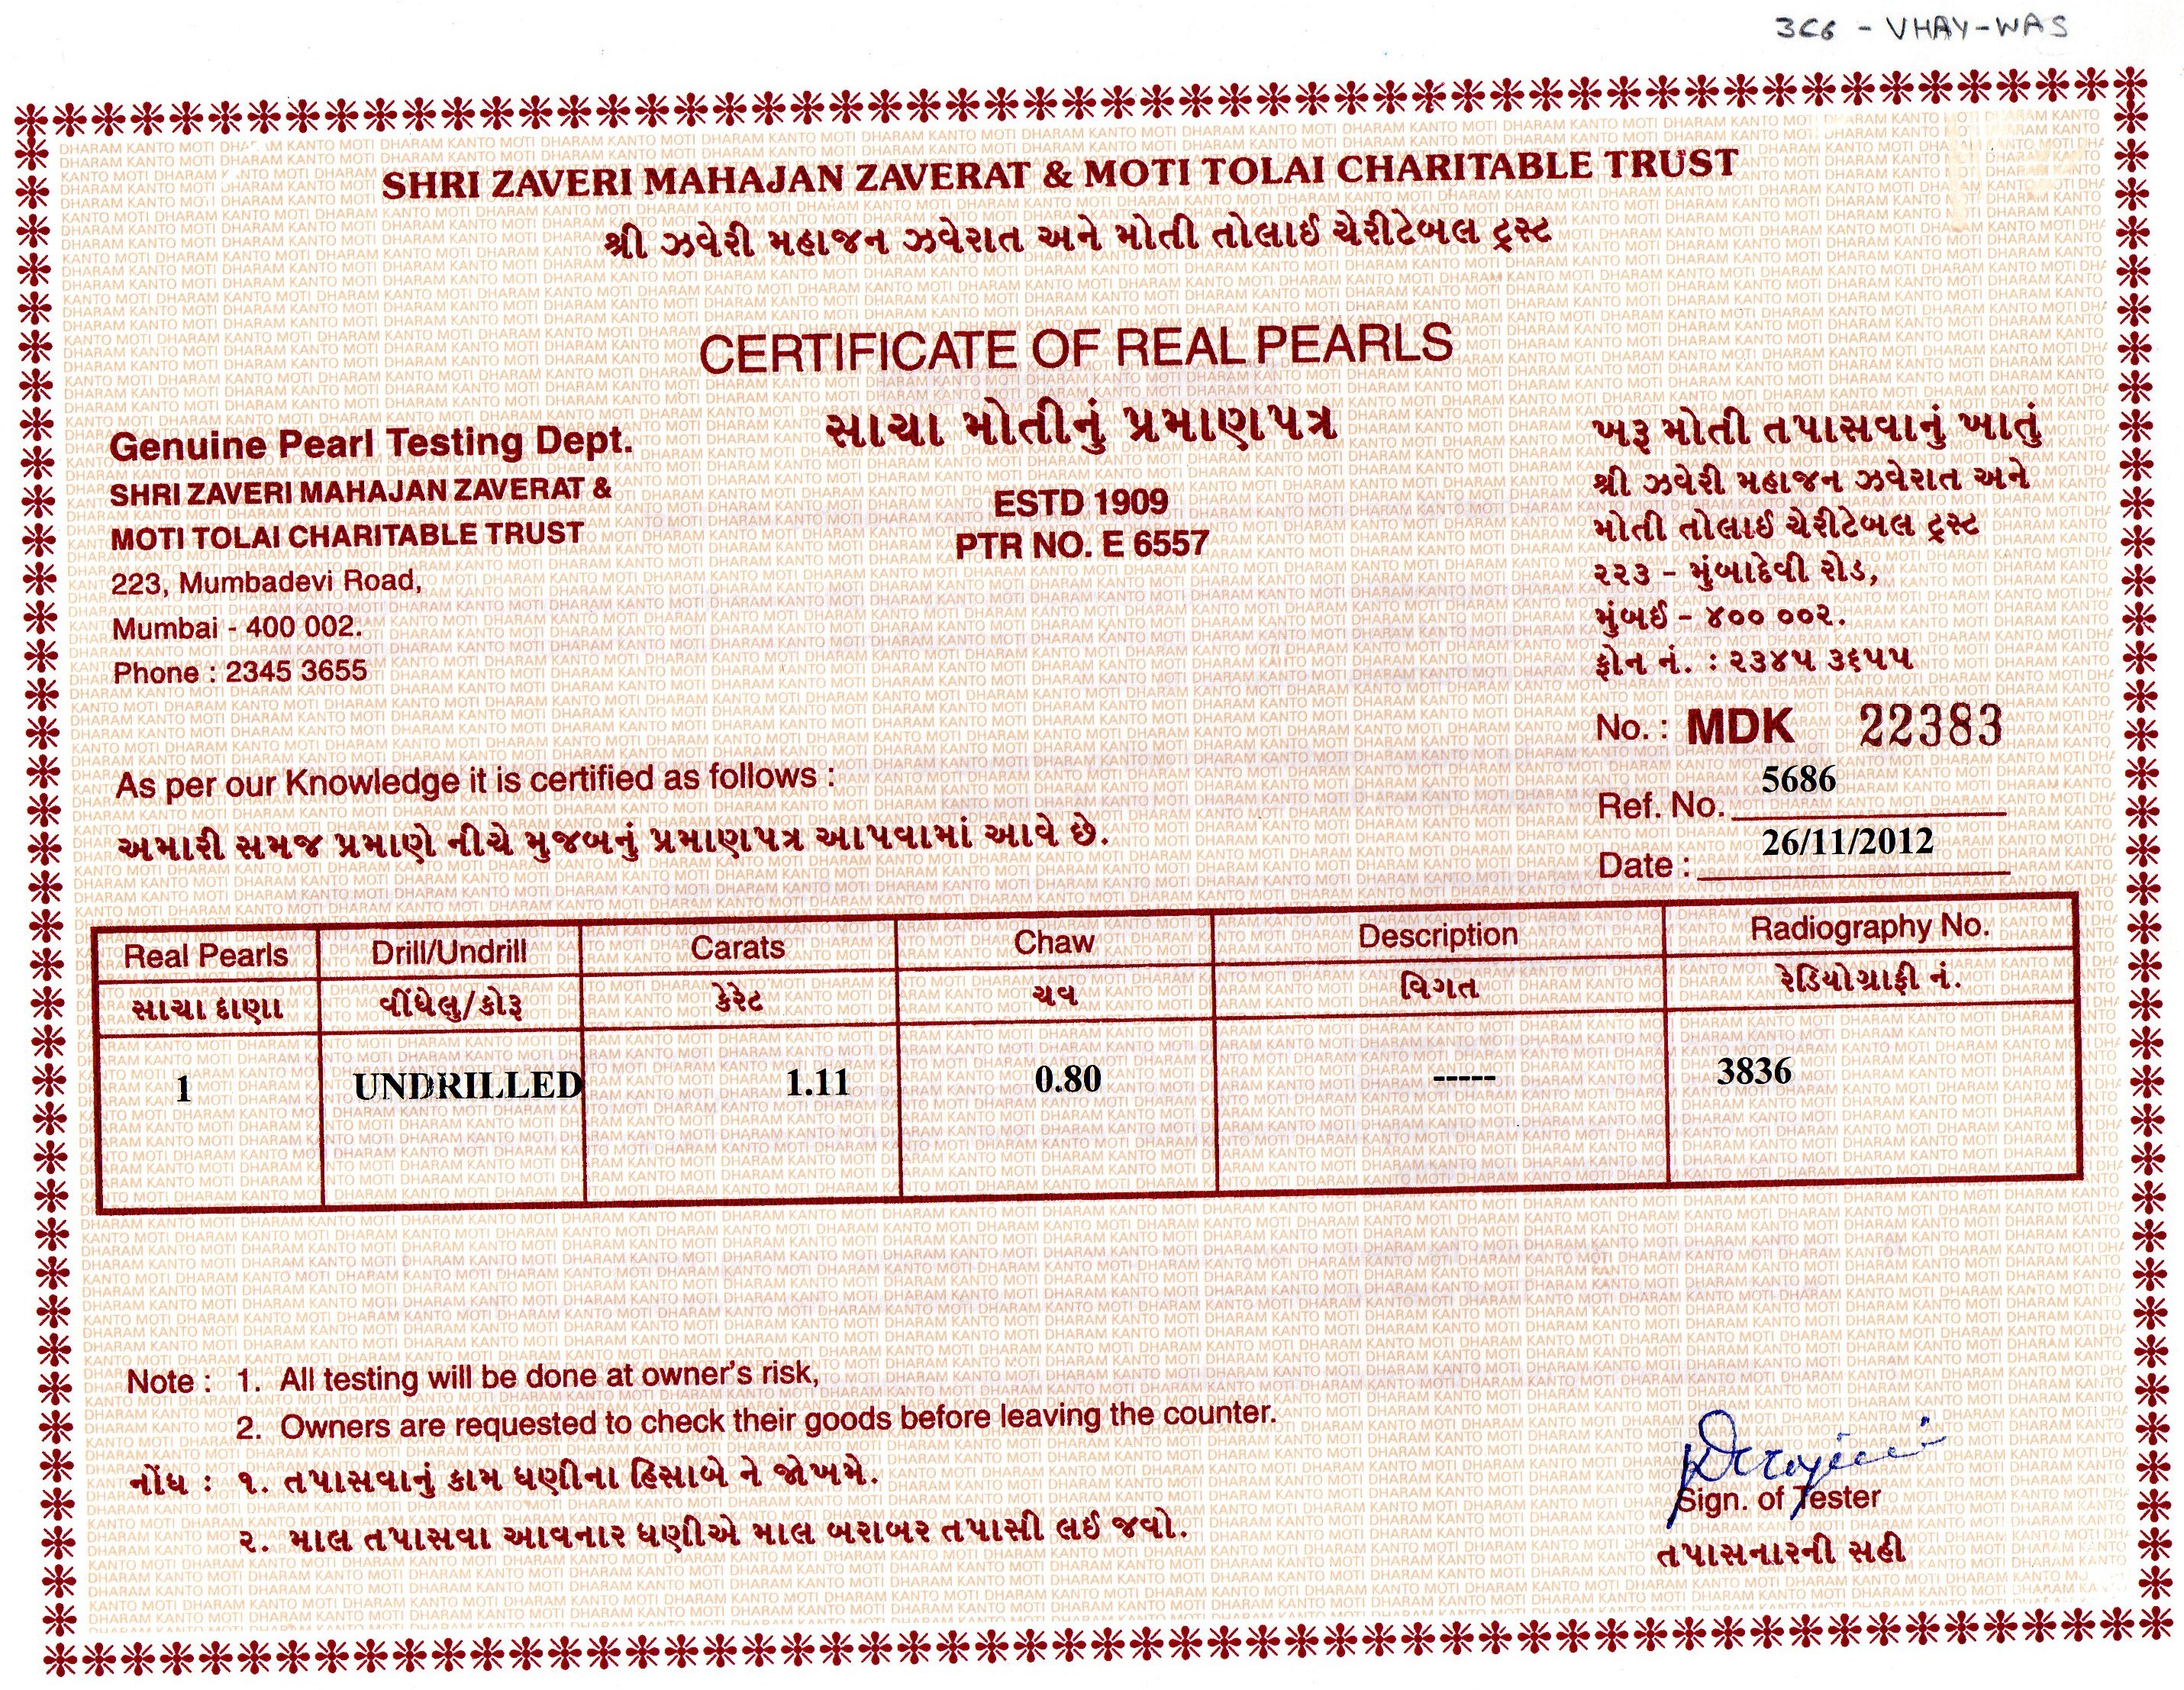 3C6 - VHAY-WAS
SHRI ZAVERI MAHAJAN ZAVERAT & MOTI TOLAI CHARITABLE TRUST
શ્રી ઝવેરી મહાજન ઝવેરાત અને મોતી તોલાઈ ચેરીટેબલ ટ્રસ્ટ
CERTIFICATE OF REAL PEARLS
સાચા મોતીનું પ્રમાણપત્ર
Genuine Pearl Testing Dept.
SHRI ZAVERI MAHAJAN ZAVERAT &
MOTI TOLAI CHARITABLE TRUST
223, Mumbadevi Road,
Mumbai - 400 002.
Phone : 2345 3655
ESTD 1909
PTR NO. E 6557
ખરૂ મોતી તપાસવાનું ખાતું
શ્રી ઝવેરી મહાજન ઝવેરાત અને
મોતી તોલાઈ ચેરીટેબલ ટ્રસ્ટ
૨૨૩ - મુંબાદેવી રોડ,
મુંબઈ - ૪૦૦ ૦૦૨.
ફોન નં. : ૨૩૪૫ ૩૬૫૫
No. : MDK 22383
Ref. No. 5686
Date : 26/11/2012
As per our Knowledge it is certified as follows :
અમારી સમજ પ્રમાણે નીચે મુજબનું પ્રમાણપત્ર આપવામાં આવે છે.
Real Pearls Drill/Undrill Carats Chaw Description Radiography No.
સાચા દાણા વીંધેલુ/કોરૂ કેરેટ ચવ વિગત રેડિયોગ્રાફી નં.
1 UNDRILLED 1.11 0.80 ----- 3836
Note : 1. All testing will be done at owner's risk,
2. Owners are requested to check their goods before leaving the counter.
નોંધ : ૧. તપાસવાનું કામ ધણીના હિસાબે ને જોખમે.
૨. માલ તપાસવા આવનાર ધણીએ માલ બરાબર તપાસી લઈ જવો.
Sign. of Tester
તપાસનારની સહી